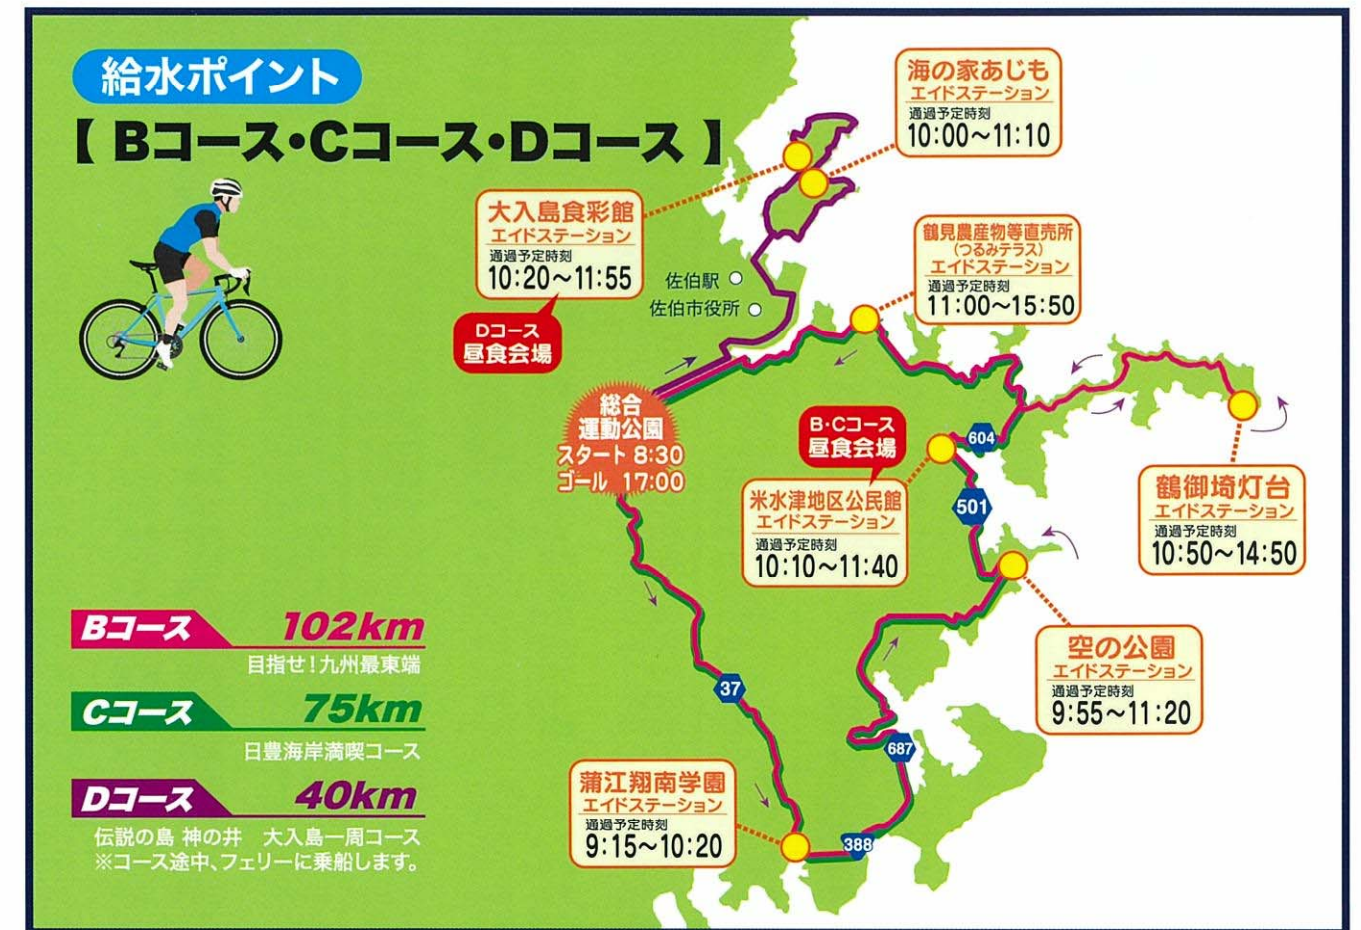 給水ポイント
【 Bコース・Cコース・Dコース 】
海の家あじも
エイドステーション
通過予定時刻
10:00～11:10
大入島食彩館
エイドステーション
通過予定時刻
10:20～11:55
Dコース
昼食会場
佐伯駅
佐伯市役所
鶴見農産物等直売所
(つるみテラス)
エイドステーション
通過予定時刻
11:00～15:50
総合
運動公園
スタート 8:30
ゴール 17:00
B・Cコース
昼食会場
米水津地区公民館
エイドステーション
通過予定時刻
10:10～11:40
604
501
鶴御埼灯台
エイドステーション
通過予定時刻
10:50～14:50
空の公園
エイドステーション
通過予定時刻
9:55～11:20
37
687
388
蒲江翔南学園
エイドステーション
通過予定時刻
9:15～10:20
Bコース 102km
目指せ！九州最東端
Cコース 75km
日豊海岸満喫コース
Dコース 40km
伝説の島 神の井 大入島一周コース
※コース途中、フェリーに乗船します。